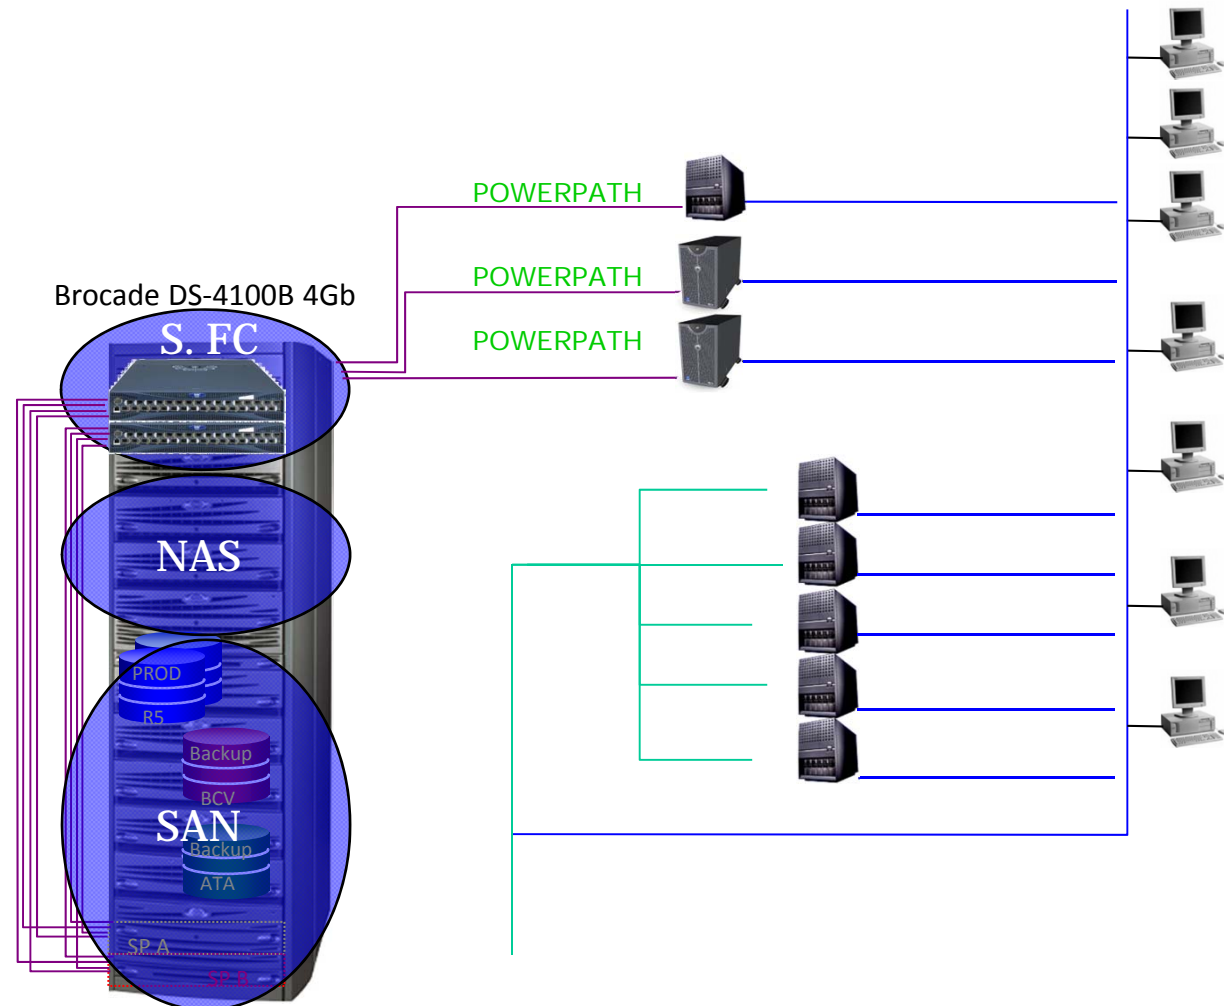 POWERPATH
POWERPATH
Brocade DS-4100B 4Gb
S. FC
POWERPATH
NAS
PROD
R5
Backup
BCV
SAN
Backup
ATA
SP A
SP B